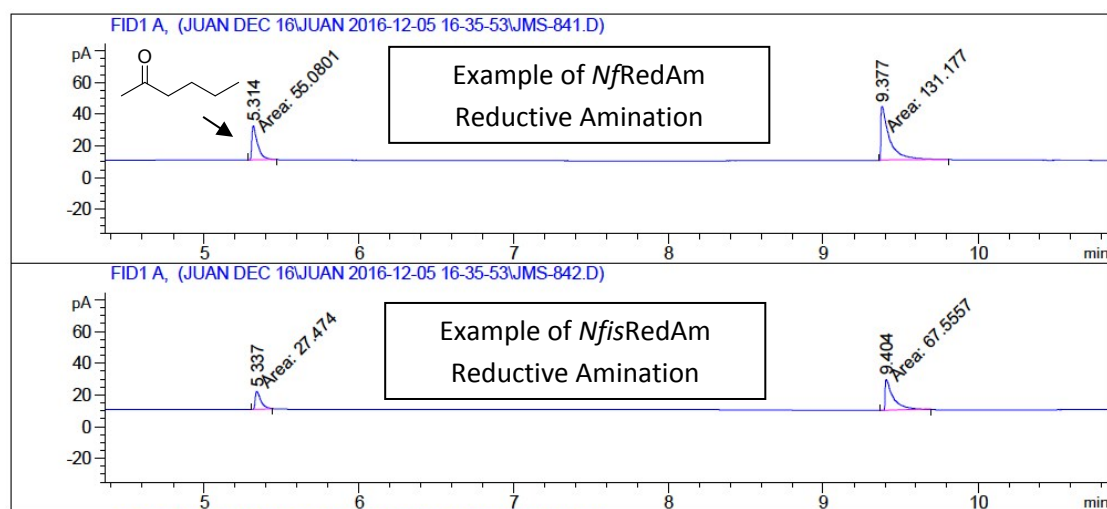 FID1 A, (JUAN DEC 16\JUAN 2016-12-05 16-35-53\JMS-841.D)
pA
60
40
20
0
-20
O
Example of NfRedAm
Reductive Amination
5.314
Area: 55.0801
9.377
Area: 131.177
5
6
7
8
9
10
min
FID1 A, (JUAN DEC 16\JUAN 2016-12-05 16-35-53\JMS-842.D)
pA
60
40
20
0
-20
Example of NfisRedAm
Reductive Amination
5.337
Area: 27.474
9.404
Area: 67.5557
5
6
7
8
9
10
min